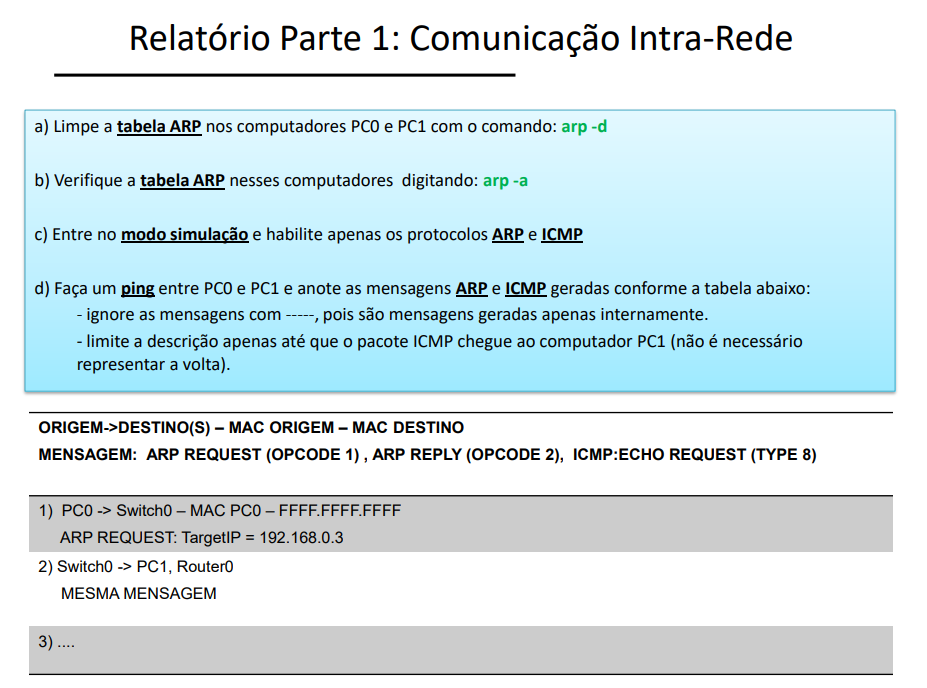 Relatório Parte 1: Comunicação Intra-Rede
a) Limpe a tabela ARP nos computadores PC0 e PC1 com o comando: arp -d
b) Verifique a tabela ARP nesses computadores digitando: arp -a
c) Entre no modo simulação e habilite apenas os protocolos ARP e ICMP
d) Faça um ping entre PC0 e PC1 e anote as mensagens ARP e ICMP geradas conforme a tabela abaixo:
- ignore as mensagens com -----, pois são mensagens geradas apenas internamente.
- limite a descrição apenas até que o pacote ICMP chegue ao computador PC1 (não é necessário
representar a volta).
ORIGEM->DESTINO(S) – MAC ORIGEM – MAC DESTINO
MENSAGEM: ARP REQUEST (OPCODE 1) , ARP REPLY (OPCODE 2), ICMP:ECHO REQUEST (TYPE 8)
1) PC0 -> Switch0 – MAC PC0 – FFFF.FFFF.FFFF
ARP REQUEST: TargetIP = 192.168.0.3
2) Switch0 -> PC1, Router0
MESMA MENSAGEM
3) ....